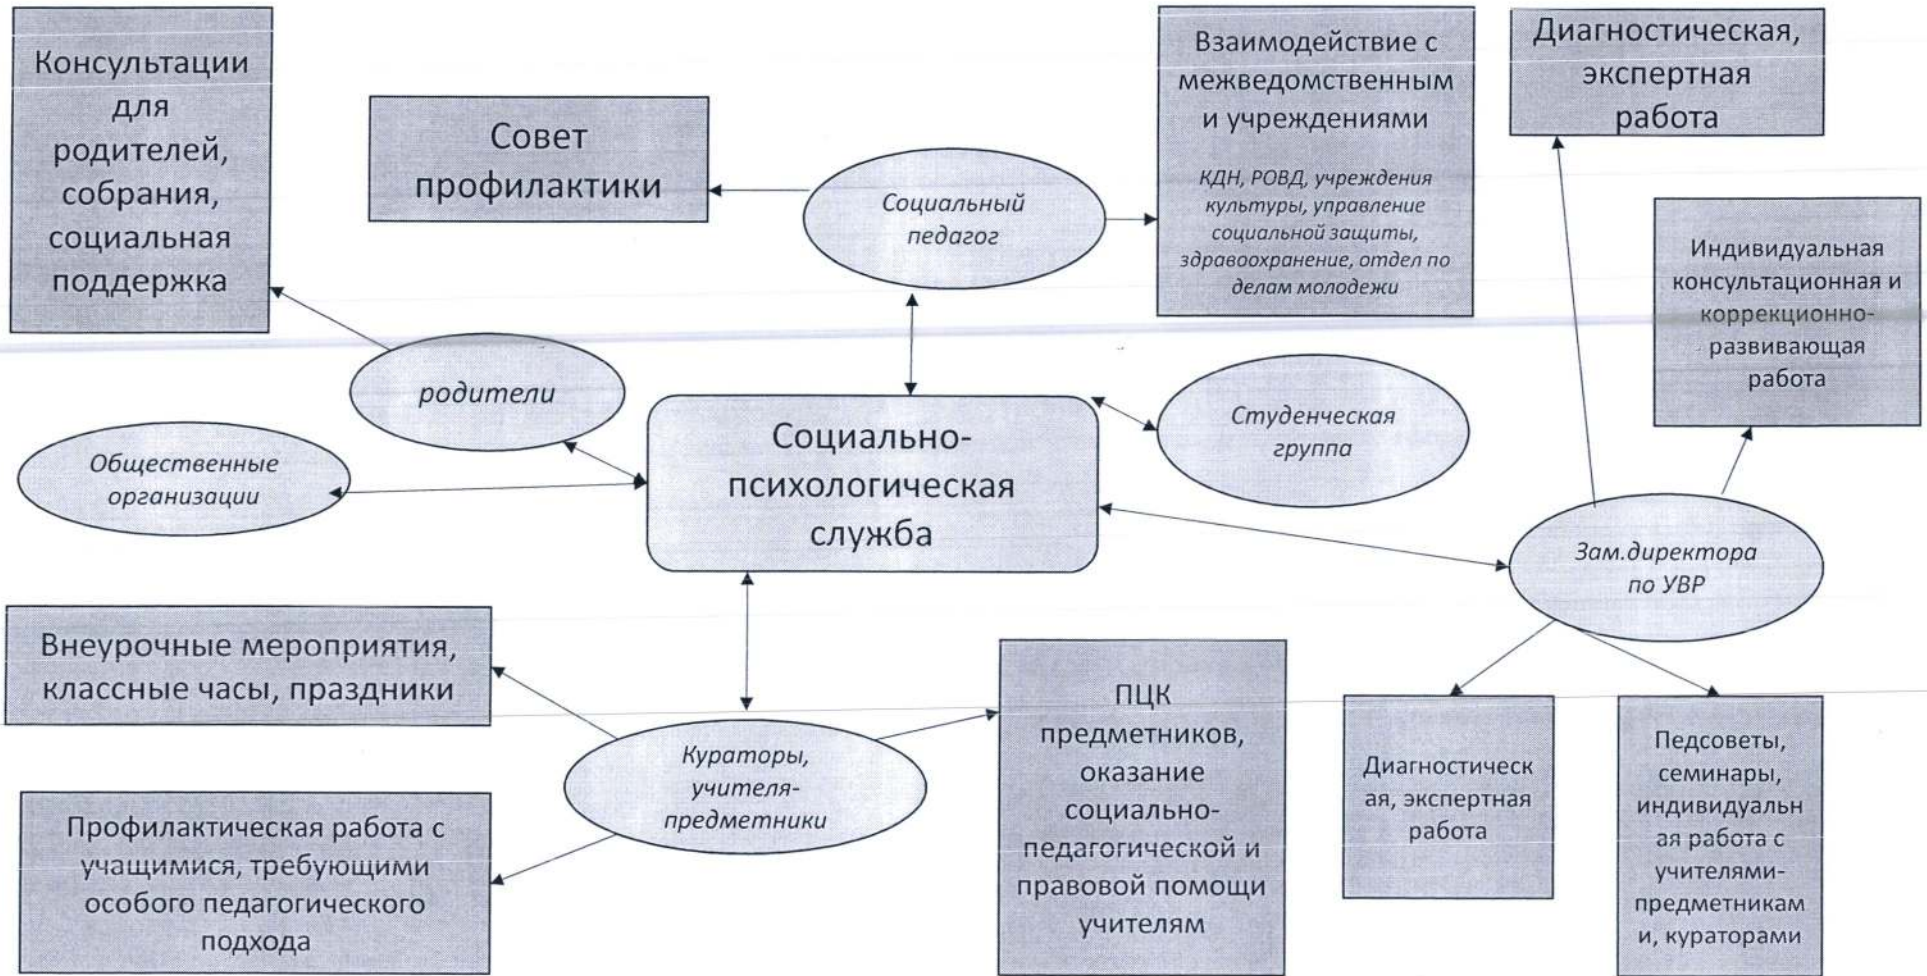 Консультации
для
родителей,
собрания,
социальная
поддержка
Совет
профилактики
Социальный
педагог
Взаимодействие с
межведомственным
и учреждениями
КДН, РОВД, учреждения
культуры, управление
социальной защиты,
здравоохранение, отдел по
делам молодежи
Диагностическая,
экспертная
работа
Индивидуальная
консультационная и
коррекционно-
развивающая
работа
родители
Общественные
организации
Социально-
психологическая
служба
Студенческая
группа
Зам.директора
по УВР
Внеурочные мероприятия,
классные часы, праздники
Кураторы,
учителя-
предметники
Профилактическая работа с
учащимися, требующими
особого педагогического
подхода
ПЦК
предметников,
оказание
социально-
педагогической и
правовой помощи
учителям
Диагностическ
ая, экспертная
работа
Педсоветы,
семинары,
индивидуальн
ая работа с
учителями-
предметникам
и, кураторами